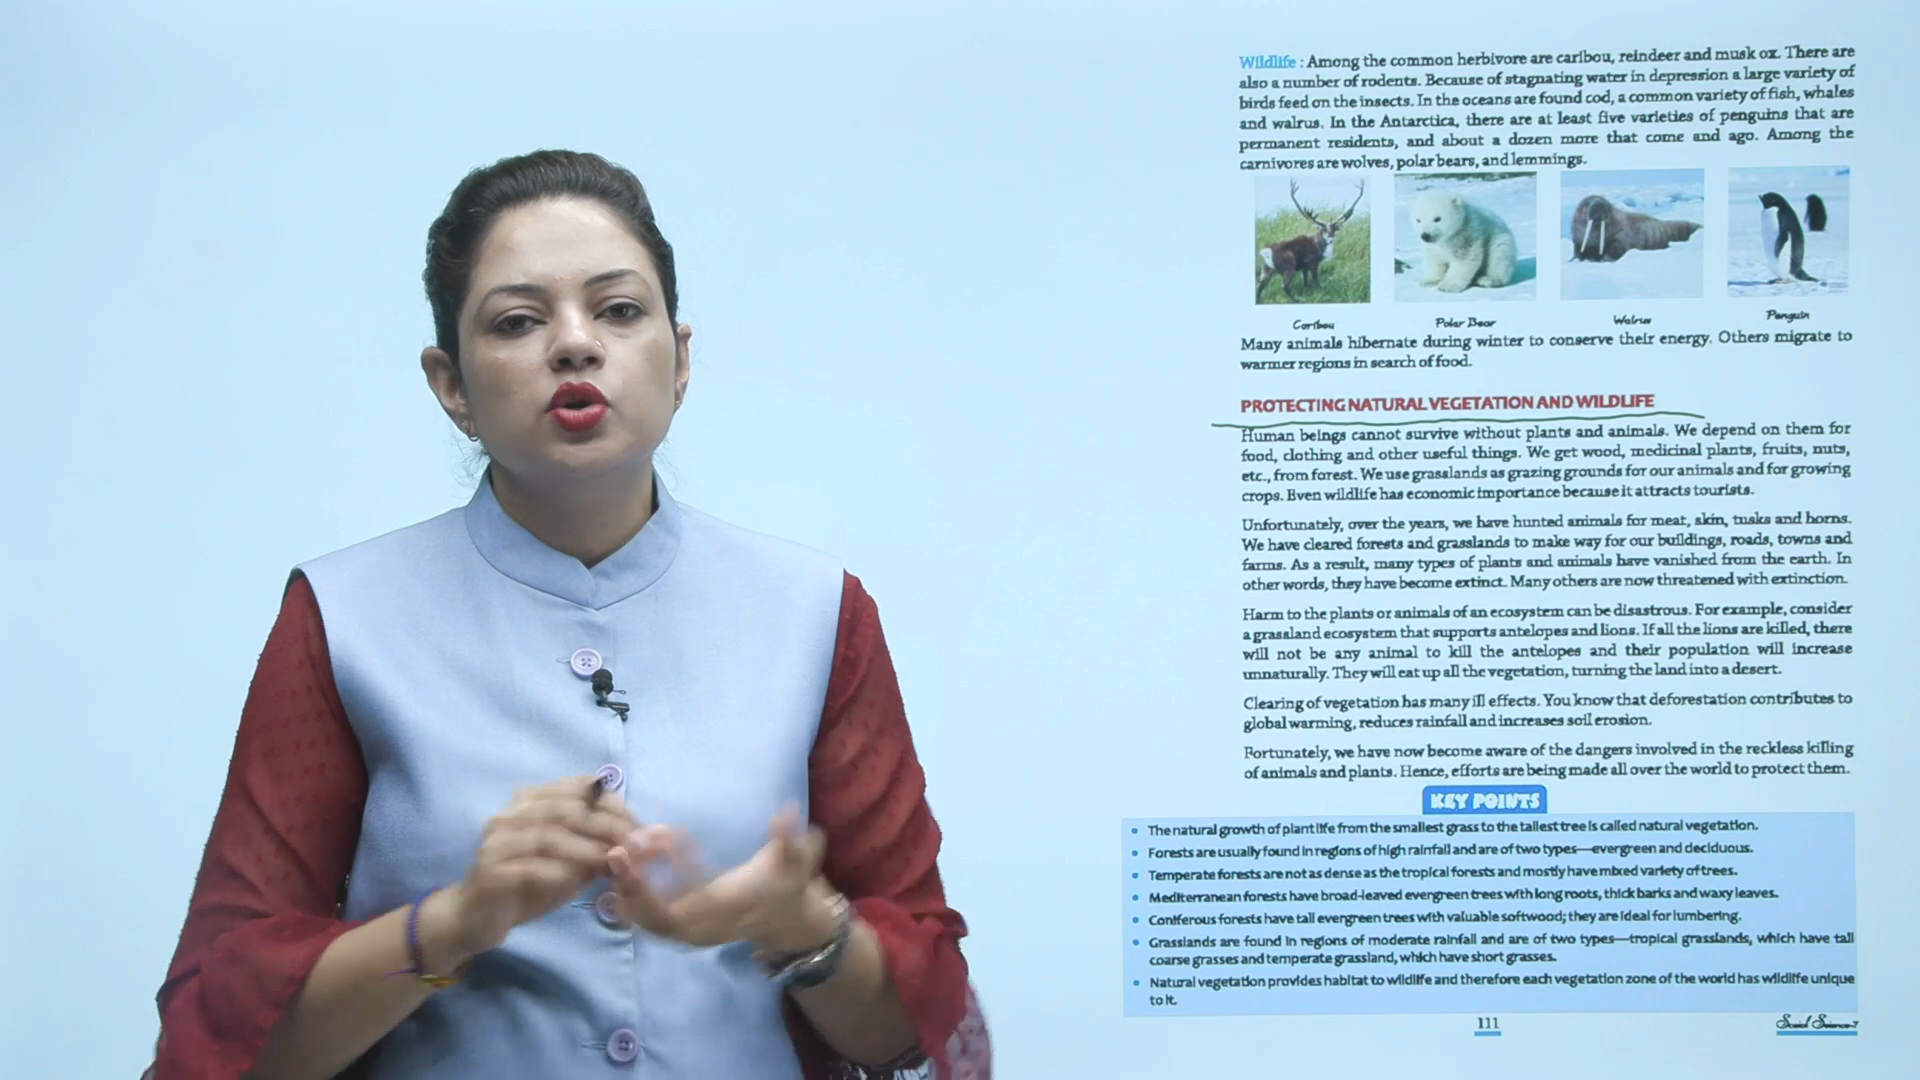 Wildlife : Among the common herbivore are caribou, reindeer and musk ox. There are
also a number of rodents. Because of stagnating water in depression a large variety of
birds feed on the insects. In the oceans are found cod, a common variety of fish, whales
and walrus. In the Antarctica, there are at least five varieties of penguins that are
permanent residents, and about a dozen more that come and ago. Among the
carnivores are wolves, polar bears, and lemmings.
Caribou Polar Bear Walrus Penguin
Many animals hibernate during winter to conserve their energy. Others migrate to
warmer regions in search of food.
PROTECTING NATURAL VEGETATION AND WILDLIFE
Human beings cannot survive without plants and animals. We depend on them for
food, clothing and other useful things. We get wood, medicinal plants, fruits, nuts,
etc., from forest. We use grasslands as grazing grounds for our animals and for growing
crops. Even wildlife has economic importance because it attracts tourists.
Unfortunately, over the years, we have hunted animals for meat, skin, tusks and horns.
We have cleared forests and grasslands to make way for our buildings, roads, towns and
farms. As a result, many types of plants and animals have vanished from the earth. In
other words, they have become extinct. Many others are now threatened with extinction.
Harm to the plants or animals of an ecosystem can be disastrous. For example, consider
a grassland ecosystem that supports antelopes and lions. If all the lions are killed, there
will not be any animal to kill the antelopes and their population will increase
unnaturally. They will eat up all the vegetation, turning the land into a desert.
Clearing of vegetation has many ill effects. You know that deforestation contributes to
global warming, reduces rainfall and increases soil erosion.
Fortunately, we have now become aware of the dangers involved in the reckless killing
of animals and plants. Hence, efforts are being made all over the world to protect them.
KEY POINTS
• The natural growth of plant life from the smallest grass to the tallest tree is called natural vegetation.
• Forests are usually found in regions of high rainfall and are of two types—evergreen and deciduous.
• Temperate forests are not as dense as the tropical forests and mostly have mixed variety of trees.
• Mediterranean forests have broad-leaved evergreen trees with long roots, thick barks and waxy leaves.
• Coniferous forests have tall evergreen trees with valuable softwood; they are ideal for lumbering.
• Grasslands are found in regions of moderate rainfall and are of two types—tropical grasslands, which have tall
coarse grasses and temperate grassland, which have short grasses.
• Natural vegetation provides habitat to wildlife and therefore each vegetation zone of the world has wildlife unique
to it.
111 Social Science-7